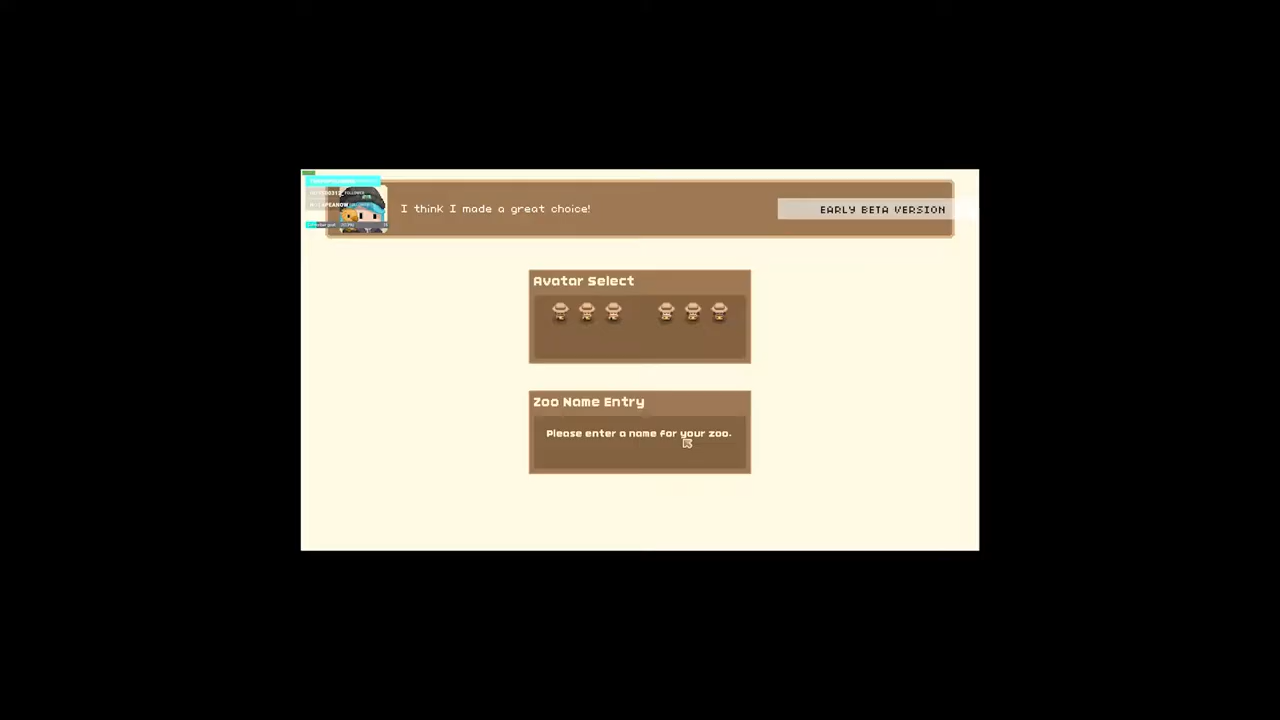 I think I made a great choice!
EARLY BETA VERSION
Avatar Select
Zoo Name Entry
Please enter a name for your zoo.